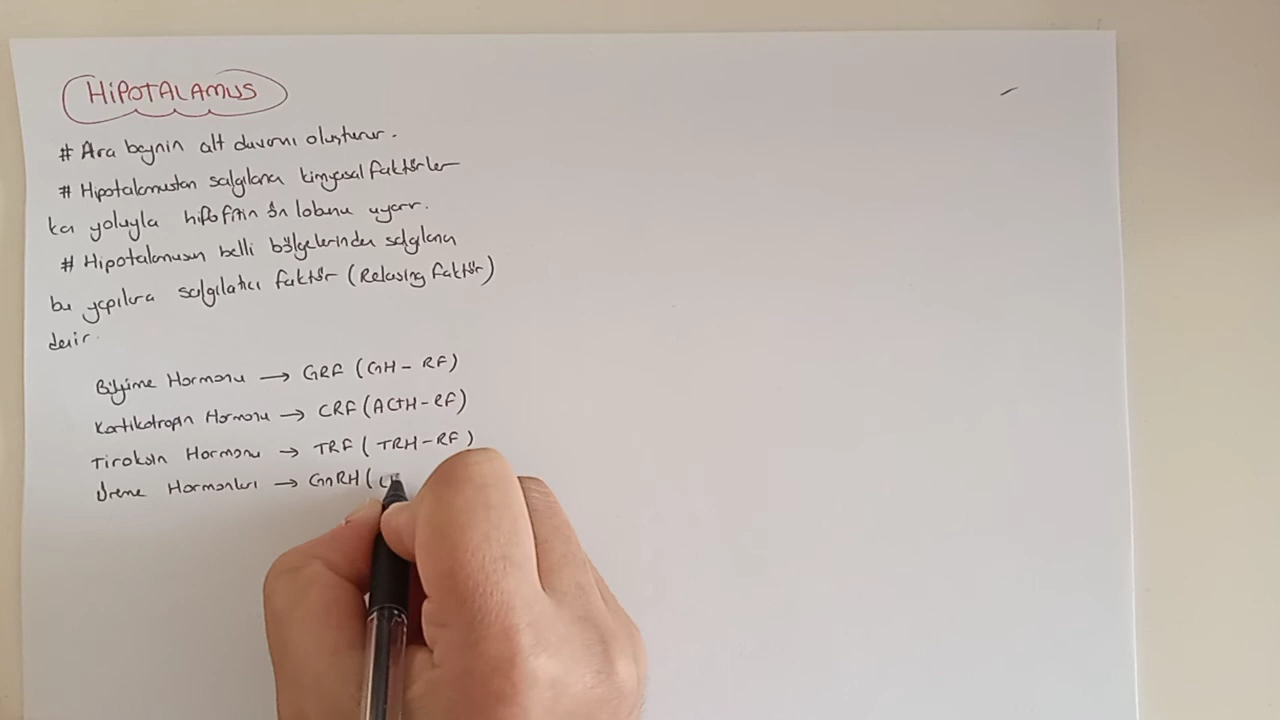 HiPOTALAMUS
# Ara beynin alt duvarını oluşturur.
# Hipotalamustan salgılanan kimyasal faktörler
kan yoluyla hipofizin ön lobunu uyarır.
# Hipotalamusun belli bölgelerinden salgılanan
bu yapılara salgılatıcı faktör (Relasing faktör)
denir.
Büyüme Hormonu → GRF (GH - RF)
Kortikotropin Hormonu → CRF (ACTH - RF)
Tiroksin Hormonu → TRF ( TRH - RF )
Üreme Hormonları → GnRH (